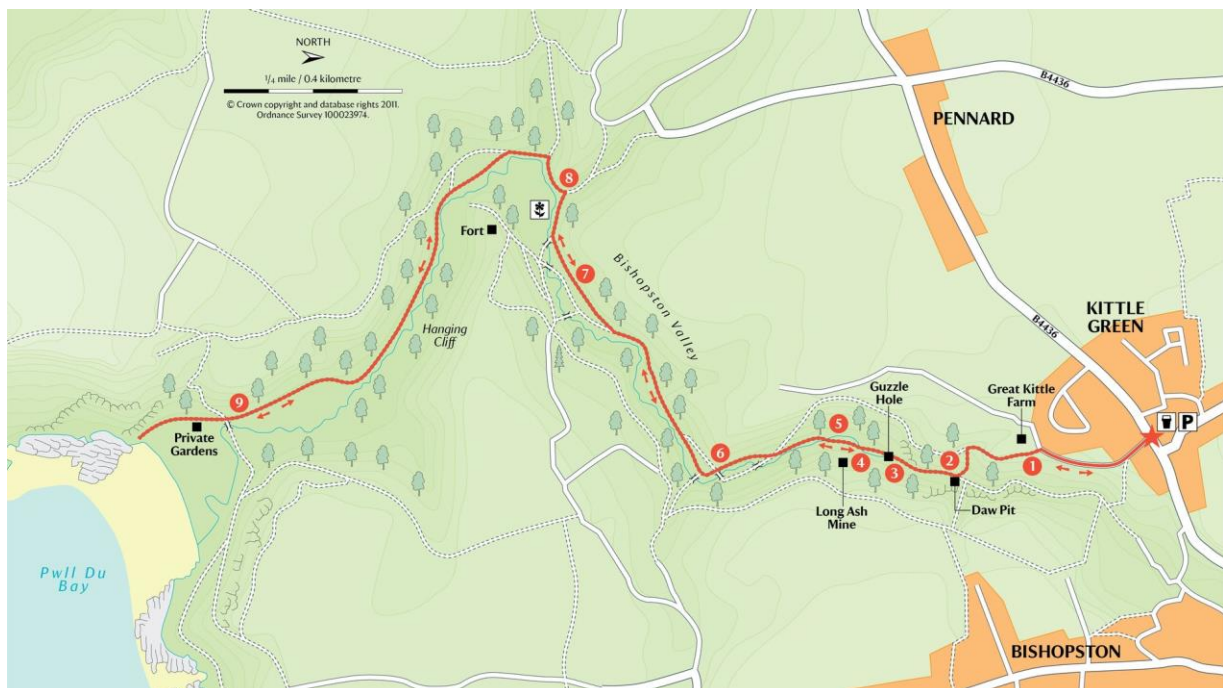 NORTH
1/4 mile / 0.4 kilometre
© Crown copyright and database rights 2011.
Ordnance Survey 100023974.
B4436
PENNARD
8
Fort
7
Bishopston Valley
KITTLE
GREEN
B4436
Hanging
Cliff
Guzzle
Hole
Great Kittle
Farm
P
9
5
6
4
3
2
1
Private
Gardens
Long Ash
Mine
Daw Pit
Pwll Du
Bay
BISHOPSTON